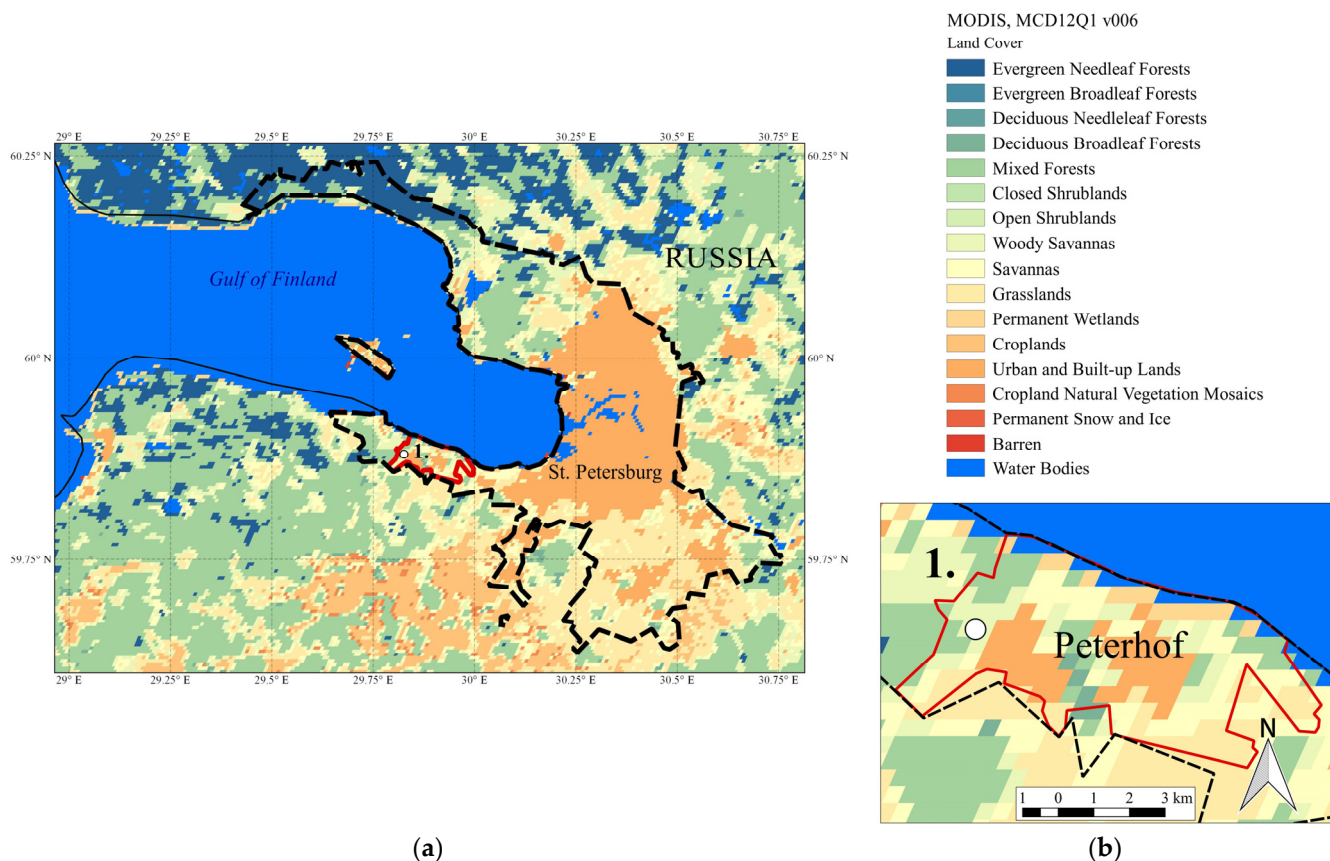 MODIS, MCD12Q1 v006
Land Cover
Evergreen Needleaf Forests
Evergreen Broadleaf Forests
Deciduous Needleleaf Forests
Deciduous Broadleaf Forests
Mixed Forests
Closed Shrublands
Open Shrublands
Woody Savannas
Savannas
Grasslands
Permanent Wetlands
Croplands
Urban and Built-up Lands
Cropland Natural Vegetation Mosaics
Permanent Snow and Ice
Barren
Water Bodies
29° E 29.25° E 29.5° E 29.75° E 30° E 30.25° E 30.5° E 30.75° E
60.25° N 60.25° N
RUSSIA
Gulf of Finland
60° N 60° N
1.
St. Petersburg
59.75° N 59.75° N
29° E 29.25° E 29.5° E 29.75° E 30° E 30.25° E 30.5° E 30.75° E
1.
Peterhof
N
1 0 1 2 3 km
(a) (b)